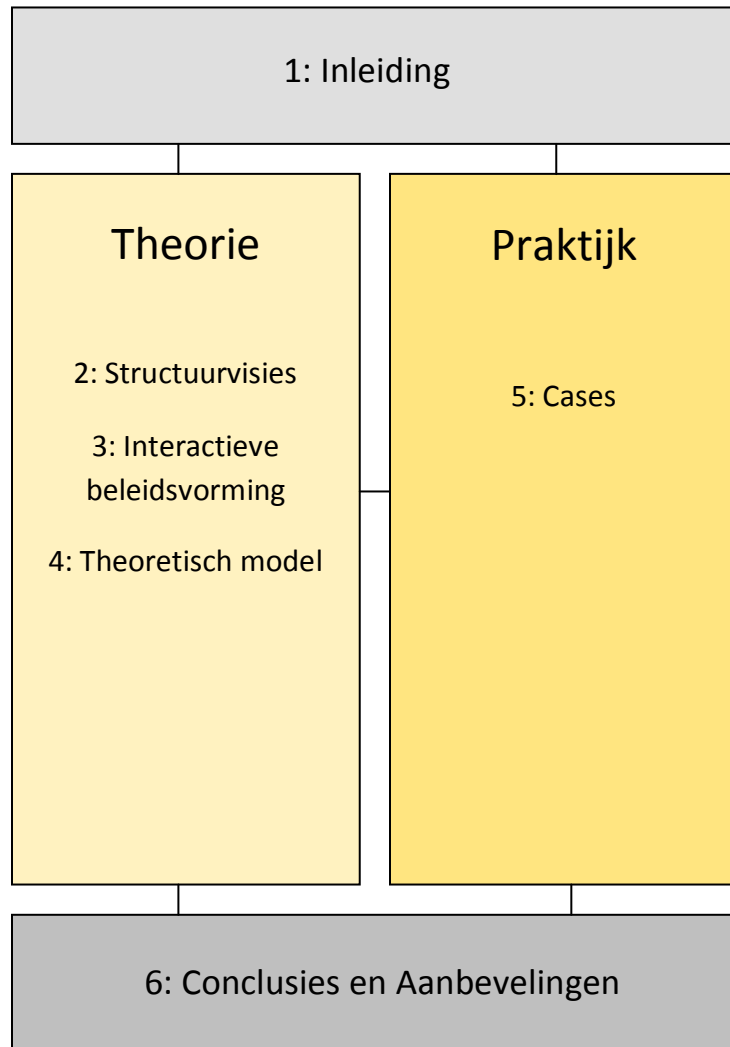 1: Inleiding
Theorie
2: Structuurvisies
3: Interactieve
beleidsvorming
4: Theoretisch model
Praktijk
5: Cases
6: Conclusies en Aanbevelingen